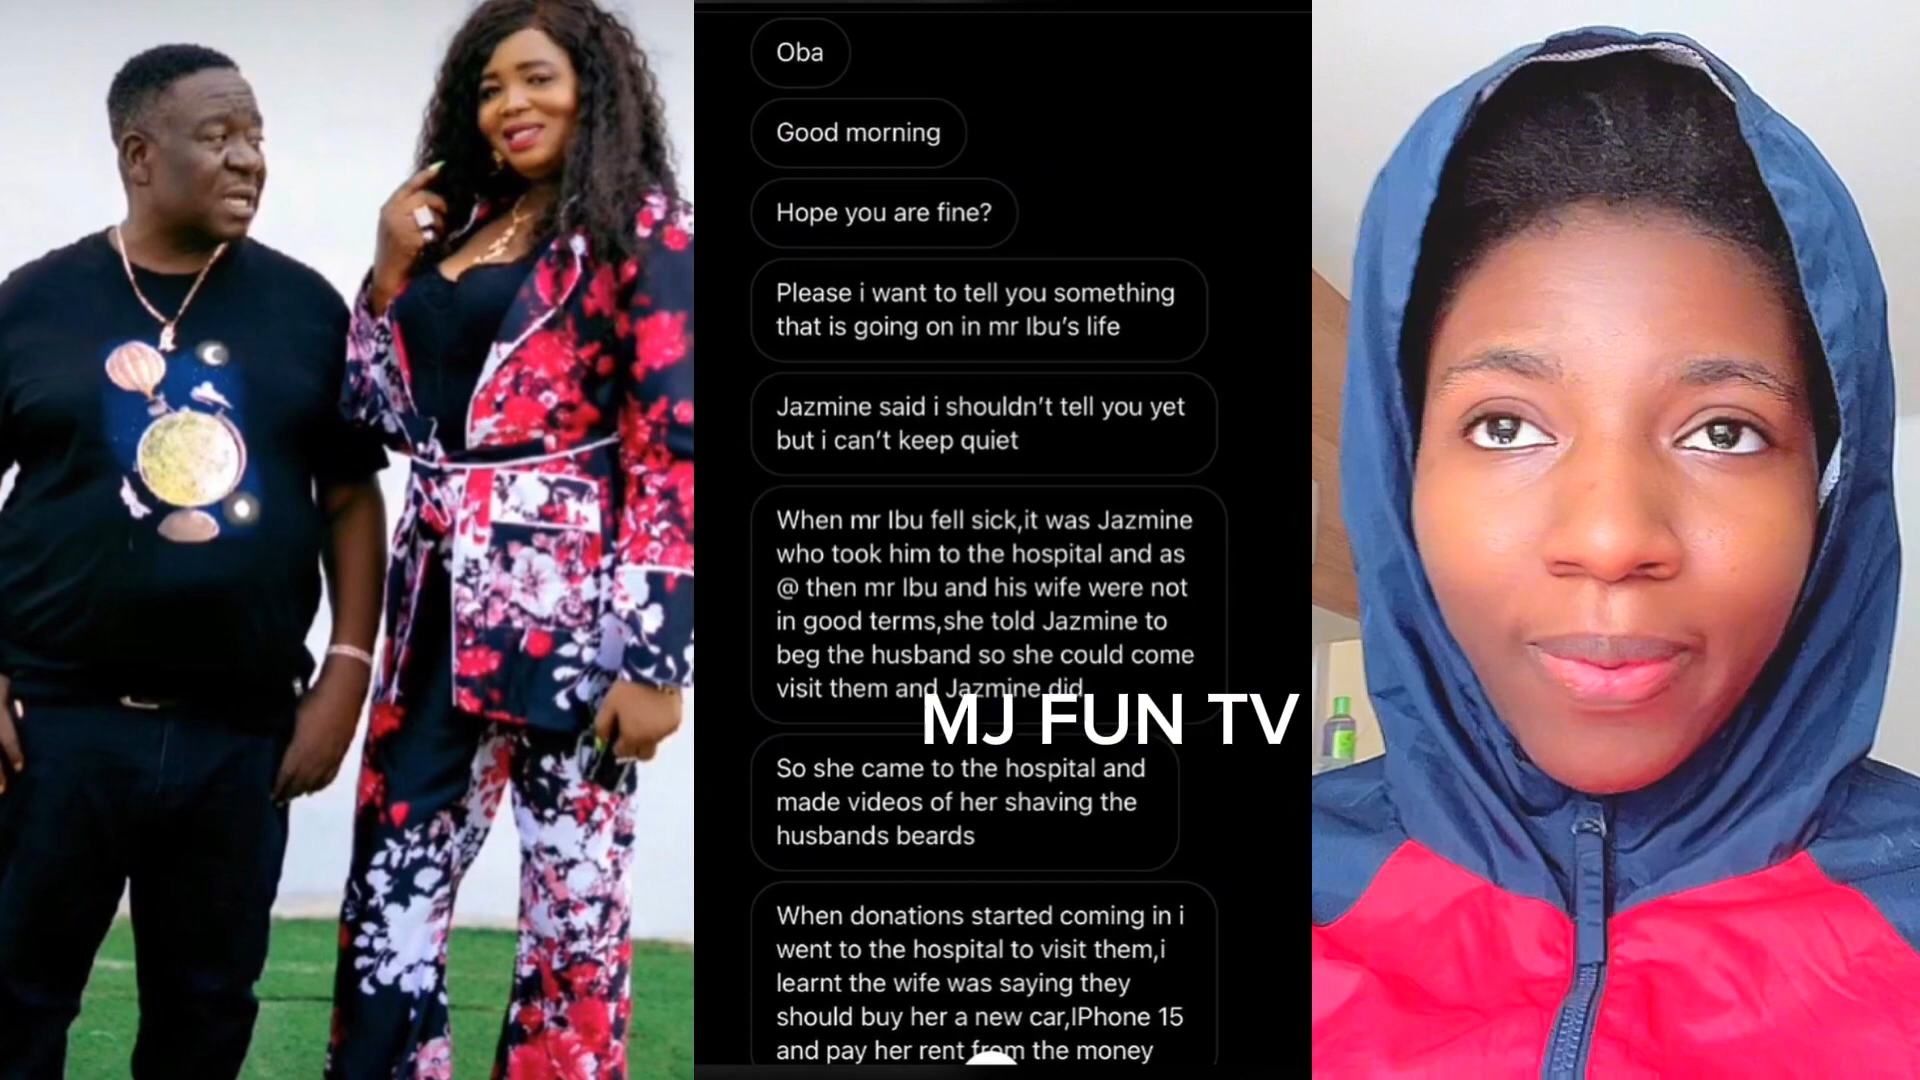 Oba
Good morning
Hope you are fine?
Please i want to tell you something
that is going on in mr Ibu’s life
Jazmine said i shouldn’t tell you yet
but i can’t keep quiet
When mr Ibu fell sick,it was Jazmine
who took him to the hospital and as
@ then mr Ibu and his wife were not
in good terms,she told Jazmine to
beg the husband so she could come
visit them and Jazmine did
MJ FUN TV
So she came to the hospital and
made videos of her shaving the
husbands beards
When donations started coming in i
went to the hospital to visit them,i
learnt the wife was saying they
should buy her a new car,IPhone 15
and pay her rent from the money